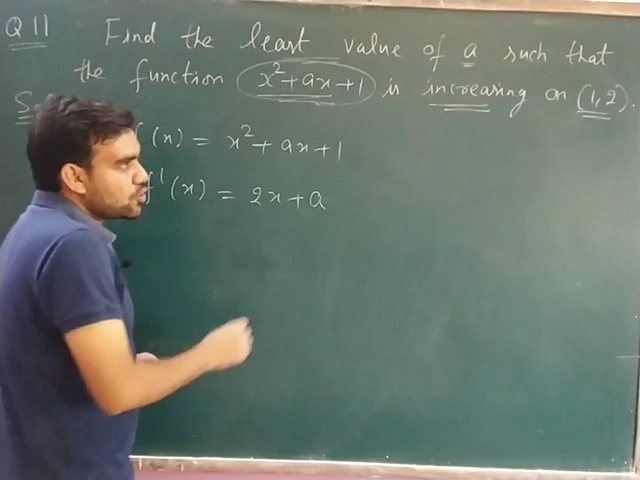 Q 11 Find the least value of a such that
the function x²+ax+1 is increasing on (1,2).
(x) = x²+ax+1
f'(x) = 2x+a